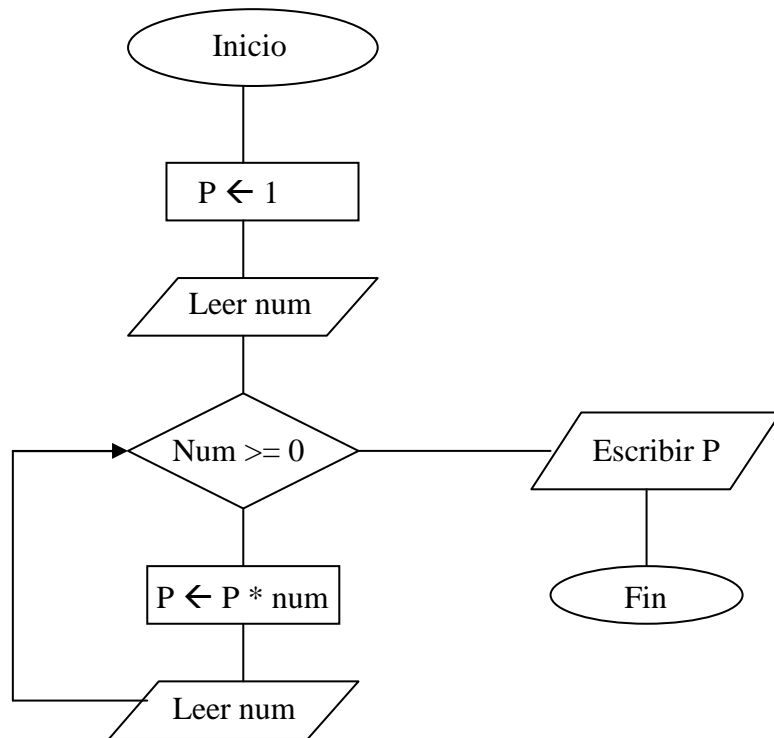 Inicio
P ← 1
Leer num
Num >= 0
Escribir P
P ← P * num
Fin
Leer num